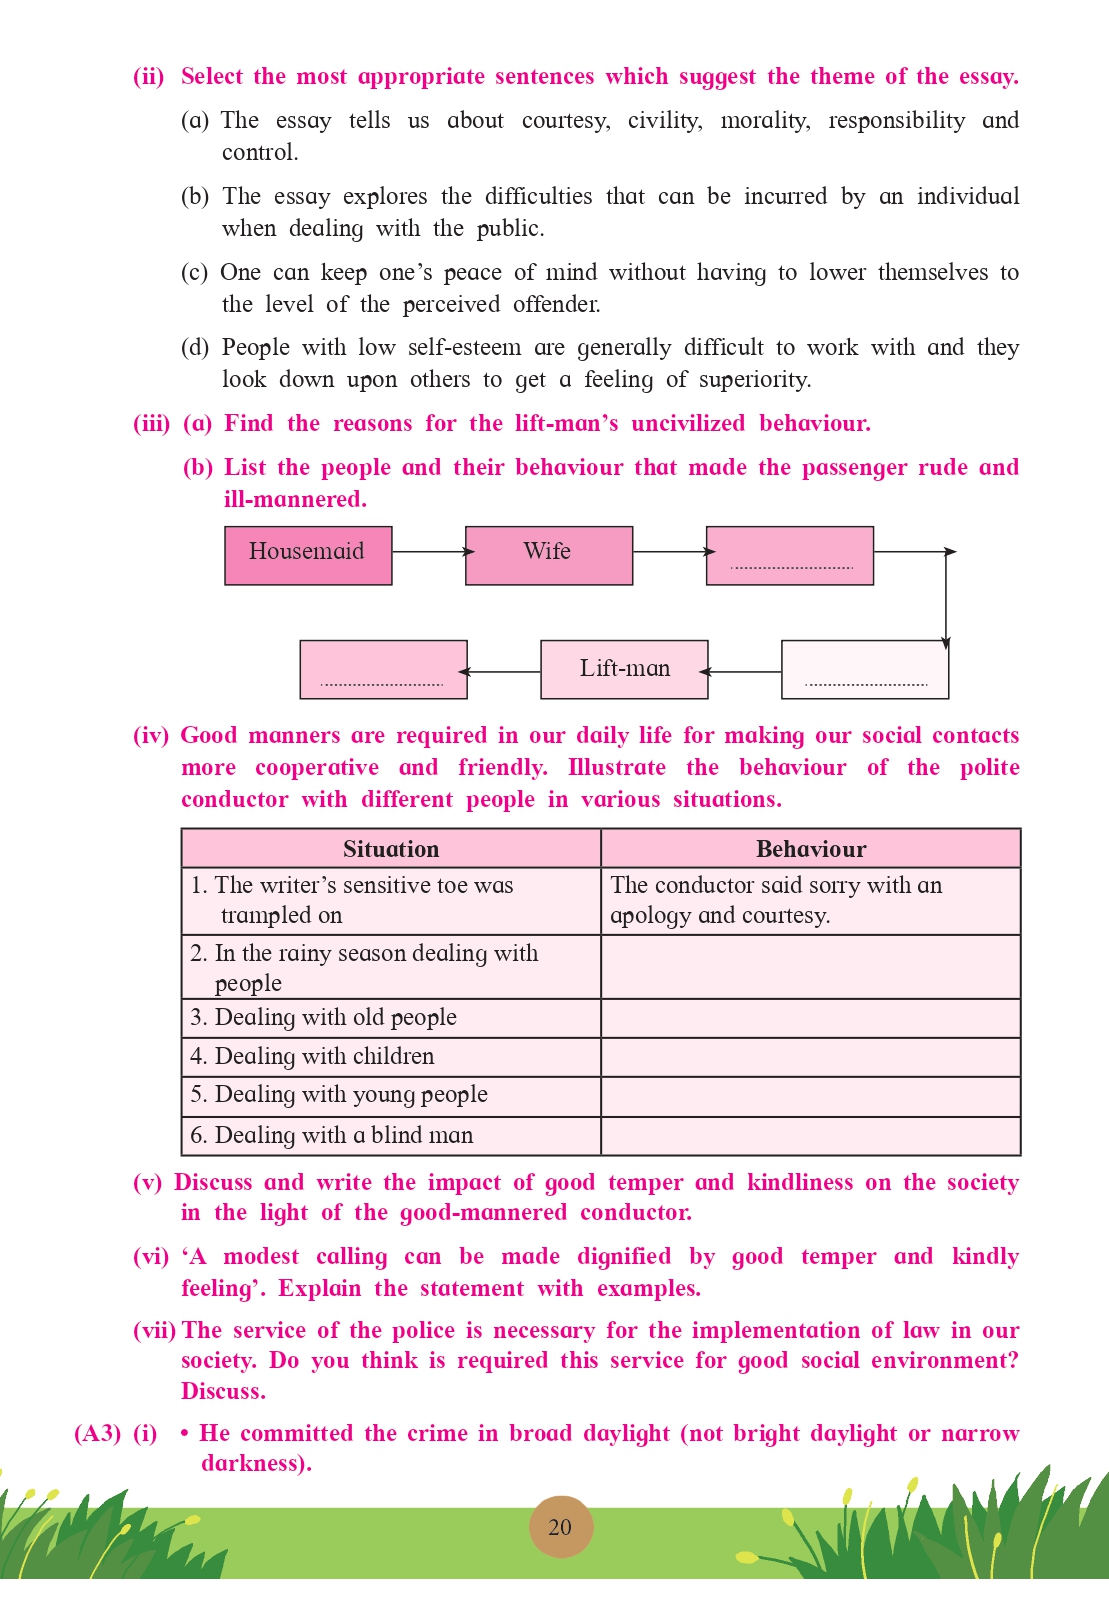 (ii) Select the most appropriate sentences which suggest the theme of the essay.
(a) The essay tells us about courtesy, civility, morality, responsibility and
control.
(b) The essay explores the difficulties that can be incurred by an individual
when dealing with the public.
(c) One can keep one's peace of mind without having to lower themselves to
the level of the perceived offender.
(d) People with low self-esteem are generally difficult to work with and they
look down upon others to get a feeling of superiority.
(iii) (a) Find the reasons for the lift-man's uncivilized behaviour.
(b) List the people and their behaviour that made the passenger rude and
ill-mannered.
Housemaid Wife ........................
........................ Lift-man ........................
(iv) Good manners are required in our daily life for making our social contacts
more cooperative and friendly. Illustrate the behaviour of the polite
conductor with different people in various situations.
Situation Behaviour
1. The writer's sensitive toe was The conductor said sorry with an
trampled on apology and courtesy.
2. In the rainy season dealing with
people
3. Dealing with old people
4. Dealing with children
5. Dealing with young people
6. Dealing with a blind man
(v) Discuss and write the impact of good temper and kindliness on the society
in the light of the good-mannered conductor.
(vi) 'A modest calling can be made dignified by good temper and kindly
feeling'. Explain the statement with examples.
(vii) The service of the police is necessary for the implementation of law in our
society. Do you think is required this service for good social environment?
Discuss.
(A3) (i) • He committed the crime in broad daylight (not bright daylight or narrow
darkness).
20